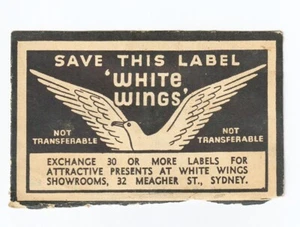 SAVE THIS LABEL
'WHITE
WINGS'
NOT
TRANSFERABLE
NOT
TRANSFERABLE
EXCHANGE 30 OR MORE LABELS FOR
ATTRACTIVE PRESENTS AT WHITE WINGS
SHOWROOMS, 32 MEAGHER ST., SYDNEY.